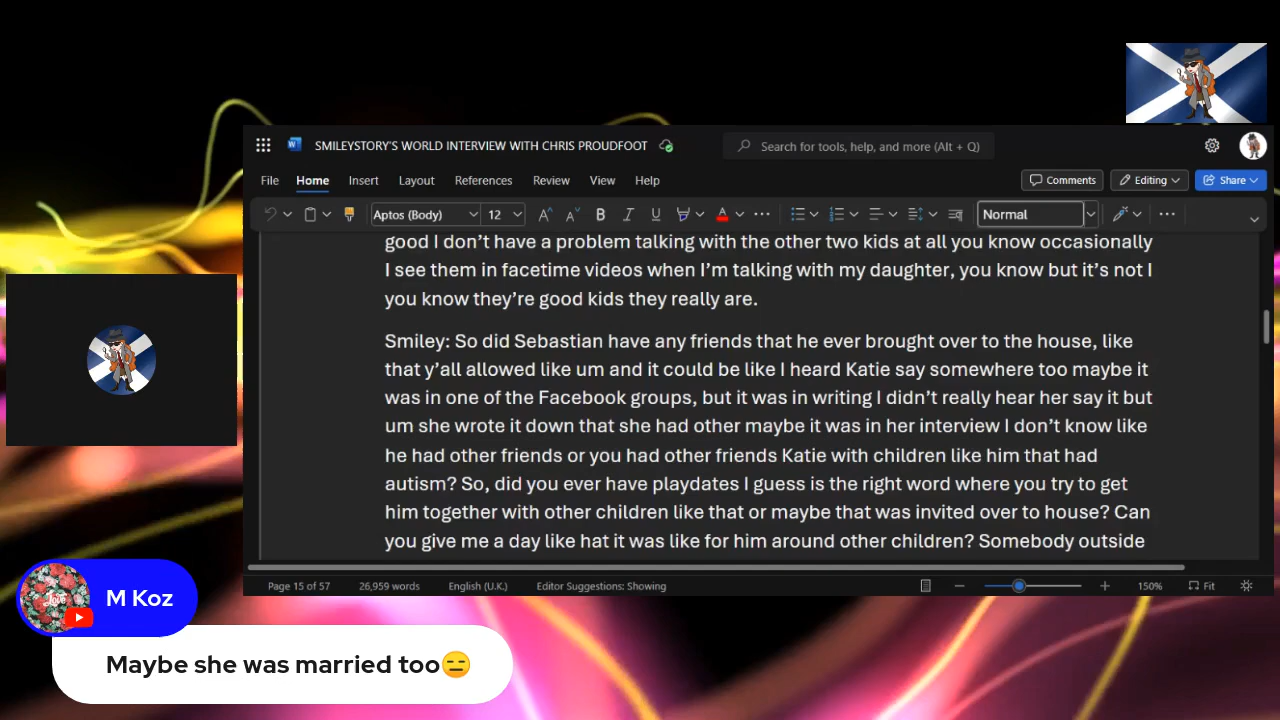 SMILEYSTORY'S WORLD INTERVIEW WITH CHRIS PROUDFOOT
Search for tools, help, and more (Alt + Q)
File Home Insert Layout References Review View Help
Comments Editing Share
Aptos (Body) 12 B I U A Normal
good I don't have a problem talking with the other two kids at all you know occasionally
I see them in facetime videos when I'm talking with my daughter, you know but it's not I
you know they're good kids they really are.
Smiley: So did Sebastian have any friends that he ever brought over to the house, like
that y'all allowed like um and it could be like I heard Katie say somewhere too maybe it
was in one of the Facebook groups, but it was in writing I didn't really hear her say it but
um she wrote it down that she had other maybe it was in her interview I don't know like
he had other friends or you had other friends Katie with children like him that had
autism? So, did you ever have playdates I guess is the right word where you try to get
him together with other children like that or maybe that was invited over to house? Can
you give me a day like hat it was like for him around other children? Somebody outside
Page 15 of 57 26,959 words English (U.K.) Editor Suggestions: Showing 150% Fit
Love
M Koz
Maybe she was married too😑